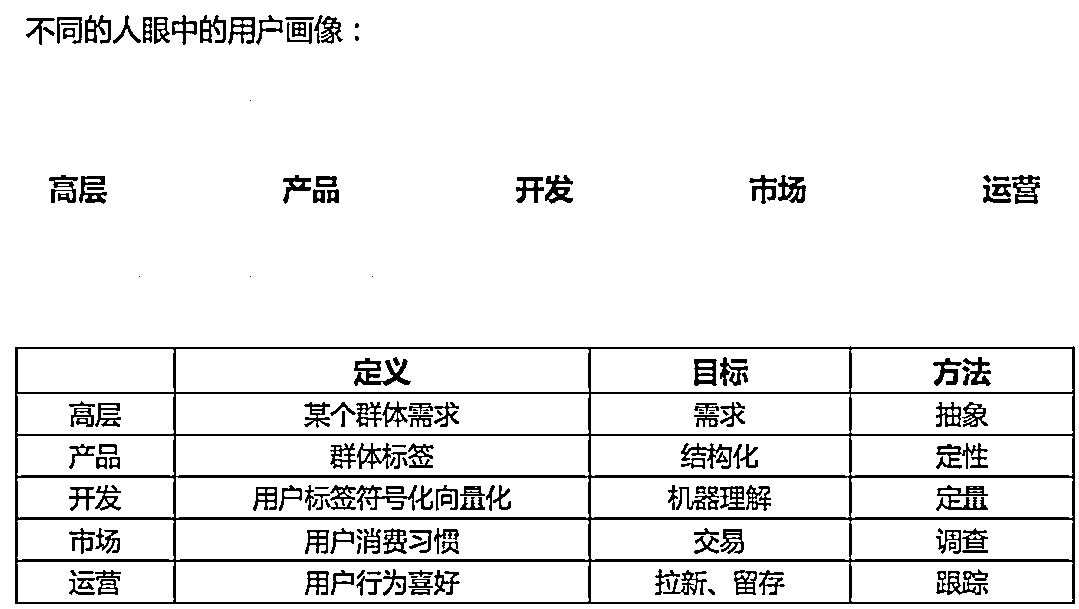 不同的人眼中的用户画像：
高层 产品 开发 市场 运营
定义 目标 方法
高层 某个群体需求 需求 抽象
产品 群体标签 结构化 定性
开发 用户标签符号化向量化 机器理解 定量
市场 用户消费习惯 交易 调查
运营 用户行为喜好 拉新、留存 跟踪